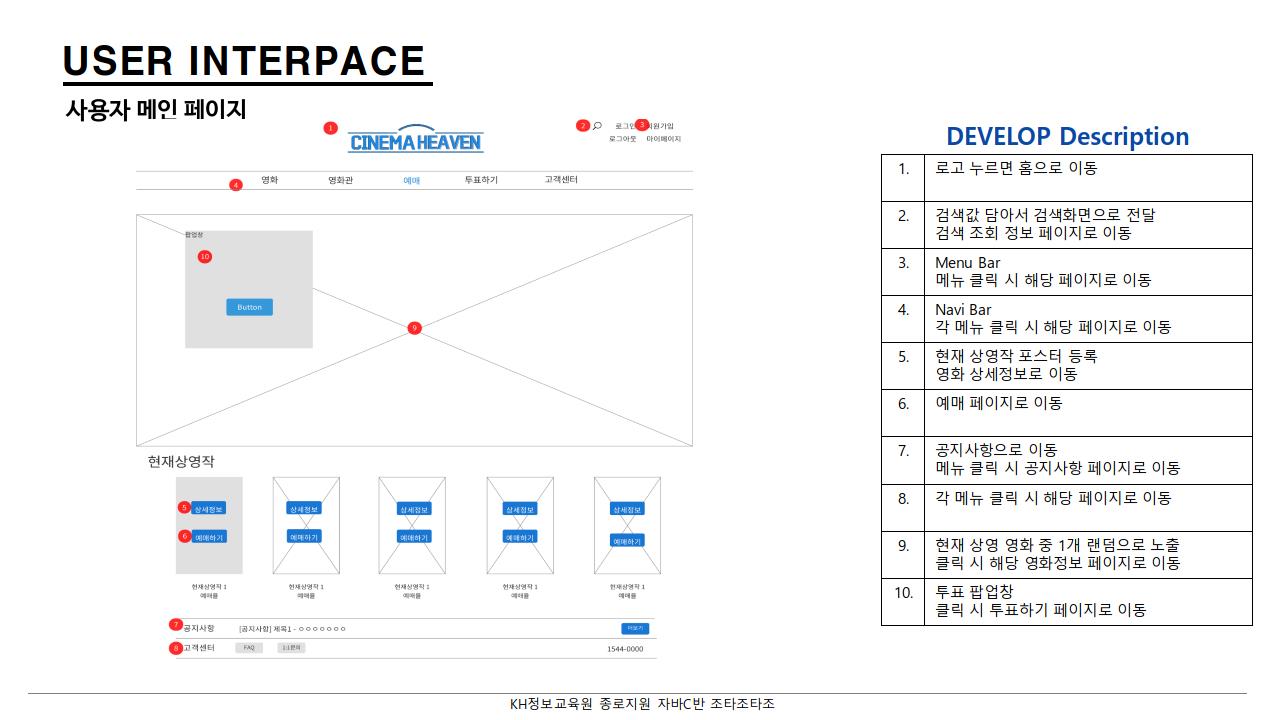 USER INTERPACE
사용자 메인 페이지
1
CINEMA HEAVEN
2
로그인
3
회원가입
로그아웃 마이페이지
4
영화 영화관 예매 투표하기 고객센터
팝업창
10
Button
9
현재상영작
5 상세정보 상세정보 상세정보 상세정보 상세정보
6 예매하기 예매하기 예매하기 예매하기 예매하기
현재상영작 1 현재상영작 1 현재상영작 1 현재상영작 1 현재상영작 1
예매율 예매율 예매율 예매율 예매율
7 공지사항 [공지사항] 제목1 - ㅇㅇㅇㅇㅇㅇㅇ 더보기
8 고객센터 FAQ 1:1문의 1544-0000
DEVELOP Description
1. 로고 누르면 홈으로 이동
2. 검색값 담아서 검색화면으로 전달
검색 조회 정보 페이지로 이동
3. Menu Bar
메뉴 클릭 시 해당 페이지로 이동
4. Navi Bar
각 메뉴 클릭 시 해당 페이지로 이동
5. 현재 상영작 포스터 등록
영화 상세정보로 이동
6. 예매 페이지로 이동
7. 공지사항으로 이동
메뉴 클릭 시 공지사항 페이지로 이동
8. 각 메뉴 클릭 시 해당 페이지로 이동
9. 현재 상영 영화 중 1개 랜덤으로 노출
클릭 시 해당 영화정보 페이지로 이동
10. 투표 팝업창
클릭 시 투표하기 페이지로 이동
KH정보교육원 종로지원 자바C반 조타조타조